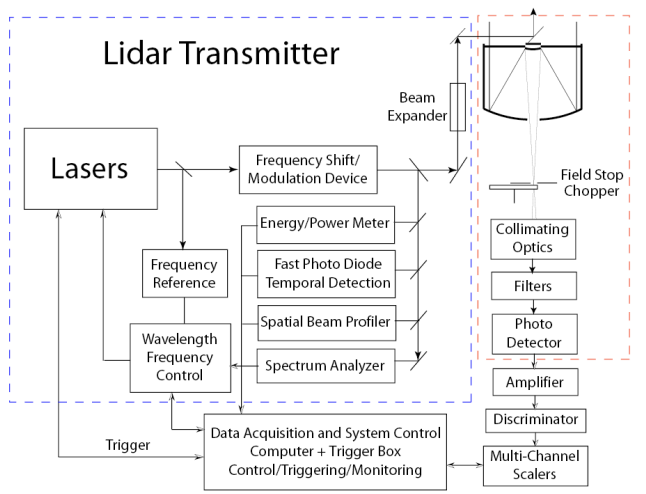 Lidar Transmitter
Beam
Expander
Lasers
Frequency Shift/
Modulation Device
Field Stop
Chopper
Energy/Power Meter
Collimating
Optics
Frequency
Reference
Fast Photo Diode
Temporal Detection
Filters
Spatial Beam Profiler
Photo
Detector
Wavelength
Frequency
Control
Spectrum Analyzer
Amplifier
Discriminator
Trigger
Data Acquisition and System Control
Computer + Trigger Box
Control/Triggering/Monitoring
Multi-Channel
Scalers